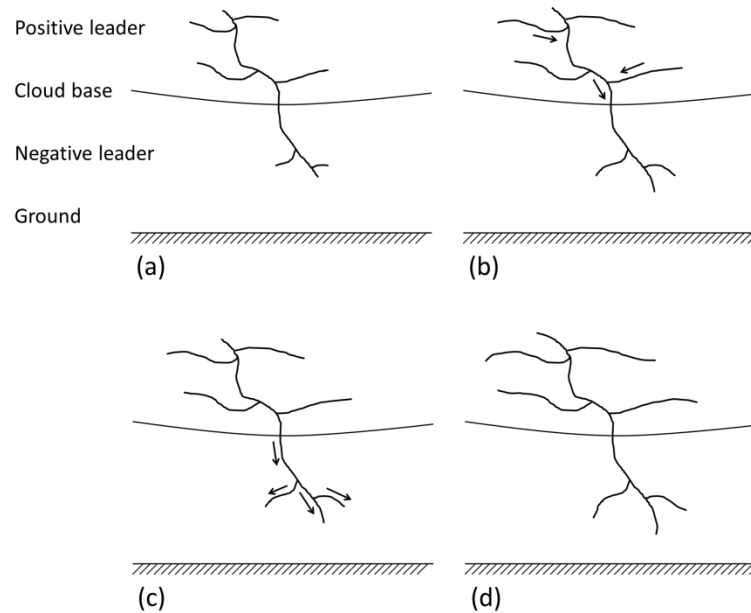 Positive leader
Cloud base
Negative leader
Ground
(a)
(b)
(c)
(d)